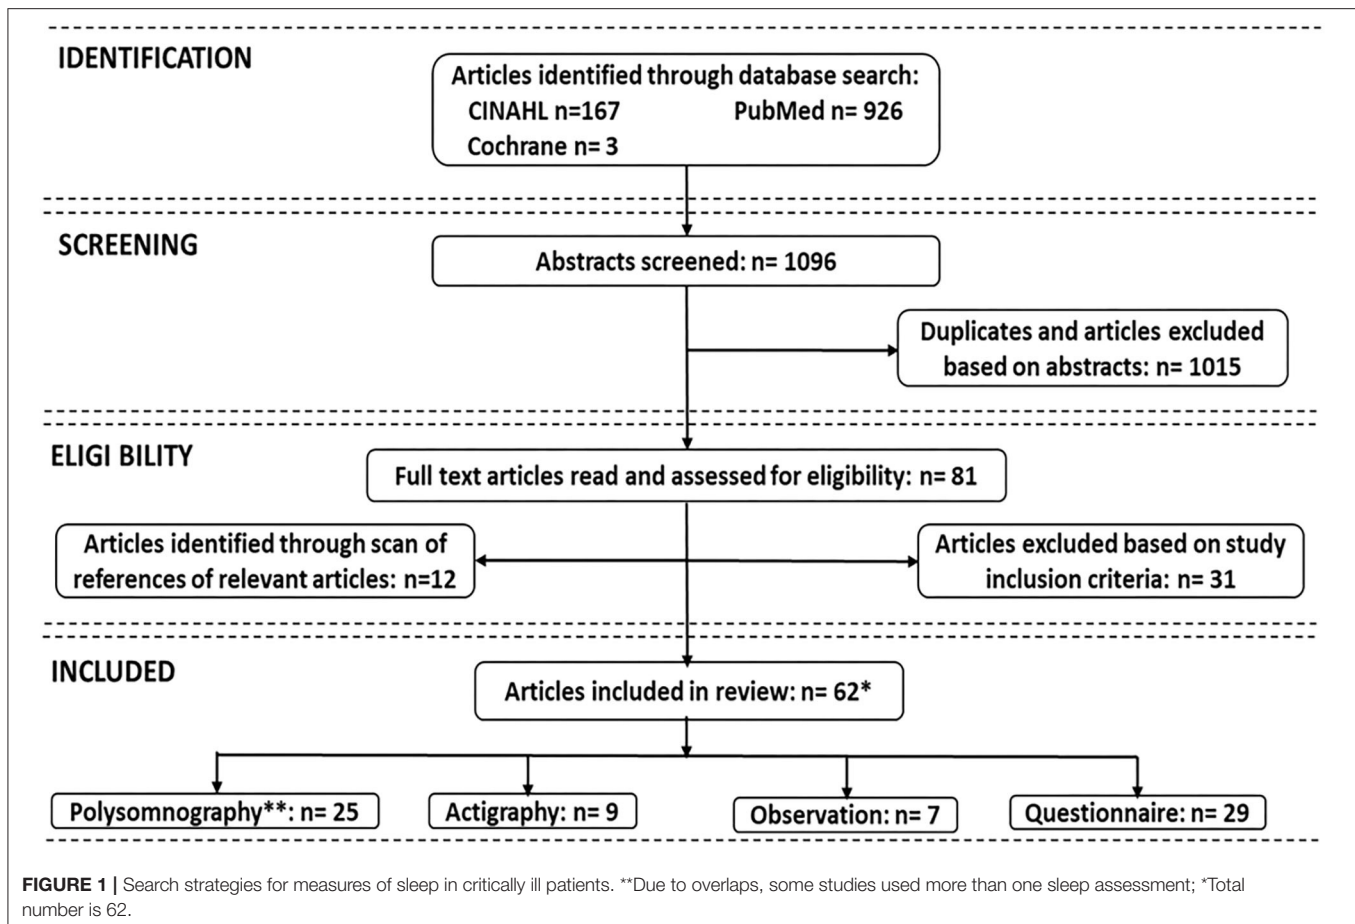 IDENTIFICATION
Articles identified through database search:
CINAHL n=167 PubMed n= 926
Cochrane n= 3
SCREENING
Abstracts screened: n= 1096
Duplicates and articles excluded
based on abstracts: n= 1015
ELIGI BILITY
Full text articles read and assessed for eligibility: n= 81
Articles identified through scan of
references of relevant articles: n=12
Articles excluded based on study
inclusion criteria: n= 31
INCLUDED
Articles included in review: n= 62*
Polysomnography**: n= 25
Actigraphy: n= 9
Observation: n= 7
Questionnaire: n= 29
FIGURE 1 | Search strategies for measures of sleep in critically ill patients. **Due to overlaps, some studies used more than one sleep assessment; *Total
number is 62.